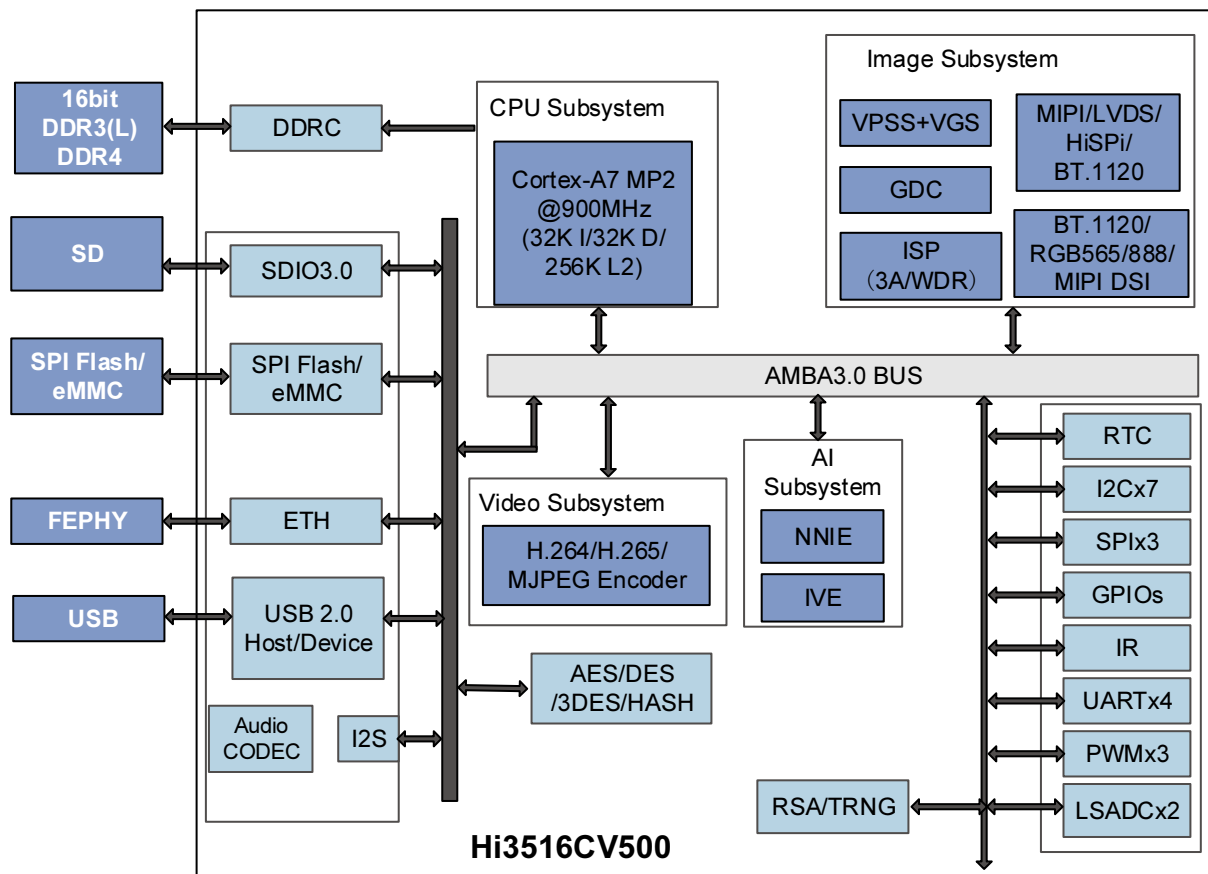 16bit
DDR3(L)
DDR4
SD
SPI Flash/
eMMC
FEPHY
USB
DDRC
SDIO3.0
SPI Flash/
eMMC
ETH
USB 2.0
Host/Device
Audio
CODEC
I2S
CPU Subsystem
Cortex-A7 MP2
@900MHz
(32K I/32K D/
256K L2)
Image Subsystem
VPSS+VGS
GDC
ISP
（3A/WDR）
MIPI/LVDS/
HiSPi/
BT.1120
BT.1120/
RGB565/888/
MIPI DSI
AMBA3.0 BUS
Video Subsystem
H.264/H.265/
MJPEG Encoder
AI
Subsystem
NNIE
IVE
AES/DES
/3DES/HASH
RSA/TRNG
RTC
I2Cx7
SPIx3
GPIOs
IR
UARTx4
PWMx3
LSADCx2
Hi3516CV500